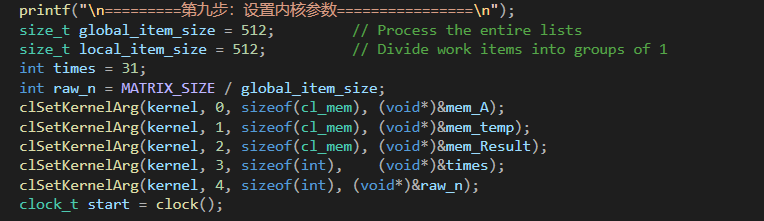 printf("\n=========第九步：设置内核参数================\n");
size_t global_item_size = 512;          // Process the entire lists
size_t local_item_size = 512;           // Divide work items into groups of 1
int times = 31;
int raw_n = MATRIX_SIZE / global_item_size;
clSetKernelArg(kernel, 0, sizeof(cl_mem), (void*)&mem_A);
clSetKernelArg(kernel, 1, sizeof(cl_mem), (void*)&mem_temp);
clSetKernelArg(kernel, 2, sizeof(cl_mem), (void*)&mem_Result);
clSetKernelArg(kernel, 3, sizeof(int),    (void*)&times);
clSetKernelArg(kernel, 4, sizeof(int), (void*)&raw_n);
clock_t start = clock();